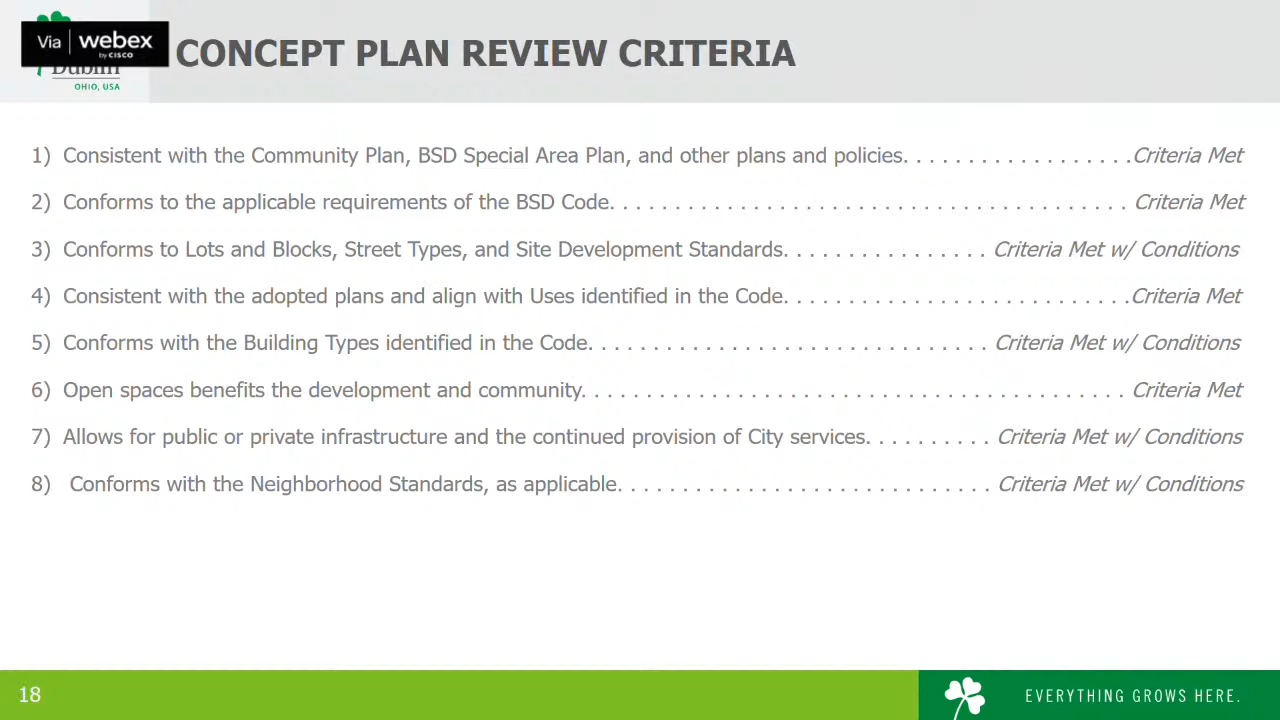 Via webex
by CISCO
Dublin
OHIO, USA
CONCEPT PLAN REVIEW CRITERIA
1) Consistent with the Community Plan, BSD Special Area Plan, and other plans and policies. . . . . . . . . . . . . . . . . .Criteria Met
2) Conforms to the applicable requirements of the BSD Code. . . . . . . . . . . . . . . . . . . . . . . . . . . . . . . . . . . . . . . . Criteria Met
3) Conforms to Lots and Blocks, Street Types, and Site Development Standards. . . . . . . . . . . . . . . . Criteria Met w/ Conditions
4) Consistent with the adopted plans and align with Uses identified in the Code. . . . . . . . . . . . . . . . . . . . . . . . . . .Criteria Met
5) Conforms with the Building Types identified in the Code. . . . . . . . . . . . . . . . . . . . . . . . . . . . . . . Criteria Met w/ Conditions
6) Open spaces benefits the development and community. . . . . . . . . . . . . . . . . . . . . . . . . . . . . . . . . . . . . . . . . . Criteria Met
7) Allows for public or private infrastructure and the continued provision of City services. . . . . . . . . . Criteria Met w/ Conditions
8) Conforms with the Neighborhood Standards, as applicable. . . . . . . . . . . . . . . . . . . . . . . . . . . . . Criteria Met w/ Conditions
18
EVERYTHING GROWS HERE.